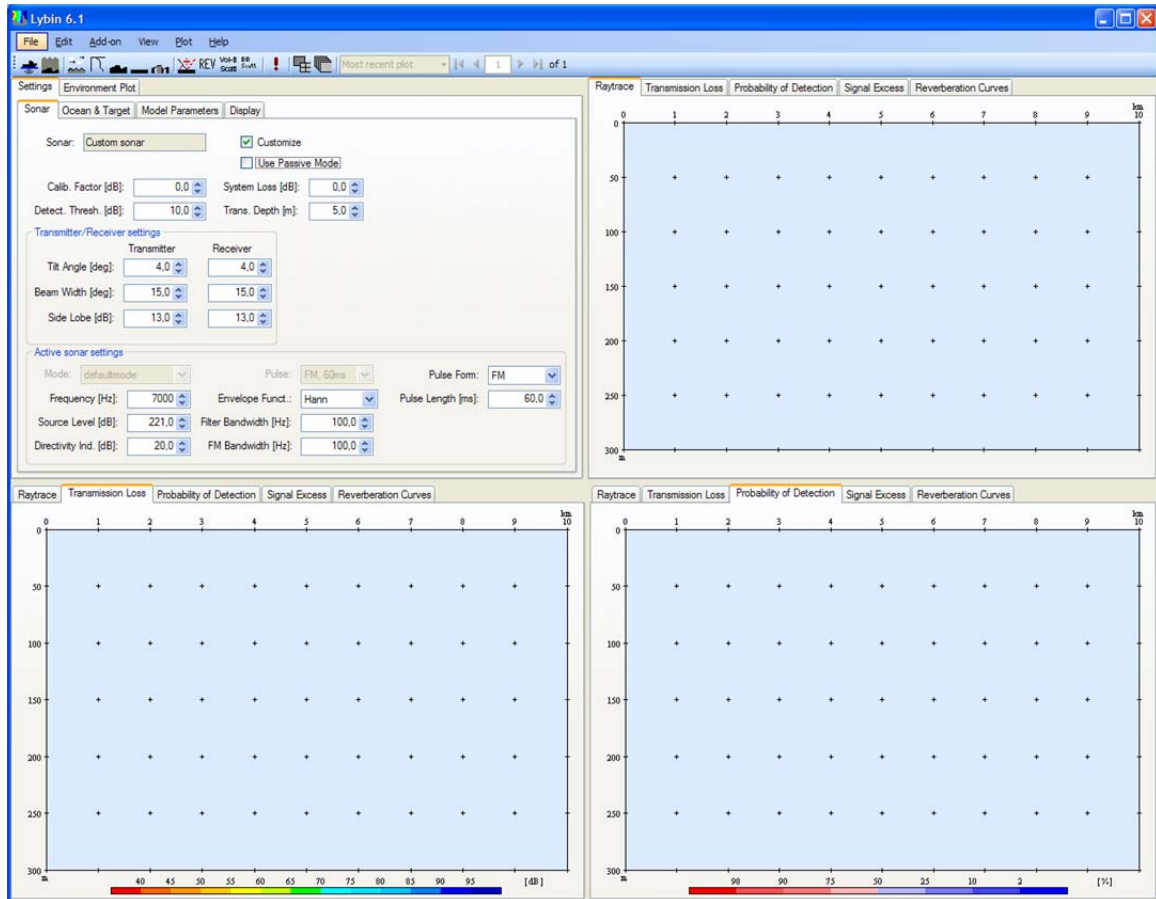 Lybin 6.1
File Edit Add-on View Plot Help
REV Vol-B Scatt BB Scatt ! Most recent plot 1 of 1
Settings Environment Plot
Sonar Ocean & Target Model Parameters Display
Sonar: Custom sonar Customize
Use Passive Mode
Calib. Factor [dB]: 0,0 System Loss [dB]: 0,0
Detect. Thresh. [dB]: 10,0 Trans. Depth [m]: 5,0
Transmitter/Receiver settings
Transmitter Receiver
Tilt Angle [deg]: 4,0 4,0
Beam Width [deg]: 15,0 15,0
Side Lobe [dB]: 13,0 13,0
Active sonar settings
Mode: defaultmode Pulse: FM, 60ms Pulse Form: FM
Frequency [Hz]: 7000 Envelope Funct.: Hann Pulse Length [ms]: 60,0
Source Level [dB]: 221,0 Filter Bandwidth [Hz]: 100,0
Directivity Ind. [dB]: 20,0 FM Bandwidth [Hz]: 100,0
Raytrace Transmission Loss Probability of Detection Signal Excess Reverberation Curves
km
0 1 2 3 4 5 6 7 8 9 10
0
50
100
150
200
250
300
m
Raytrace Transmission Loss Probability of Detection Signal Excess Reverberation Curves
km
0 1 2 3 4 5 6 7 8 9 10
0
50
100
150
200
250
300
m
40 45 50 55 60 65 70 75 80 85 90 95 [dB]
Raytrace Transmission Loss Probability of Detection Signal Excess Reverberation Curves
km
0 1 2 3 4 5 6 7 8 9 10
0
50
100
150
200
250
300
m
98 90 75 50 25 10 2 [%]